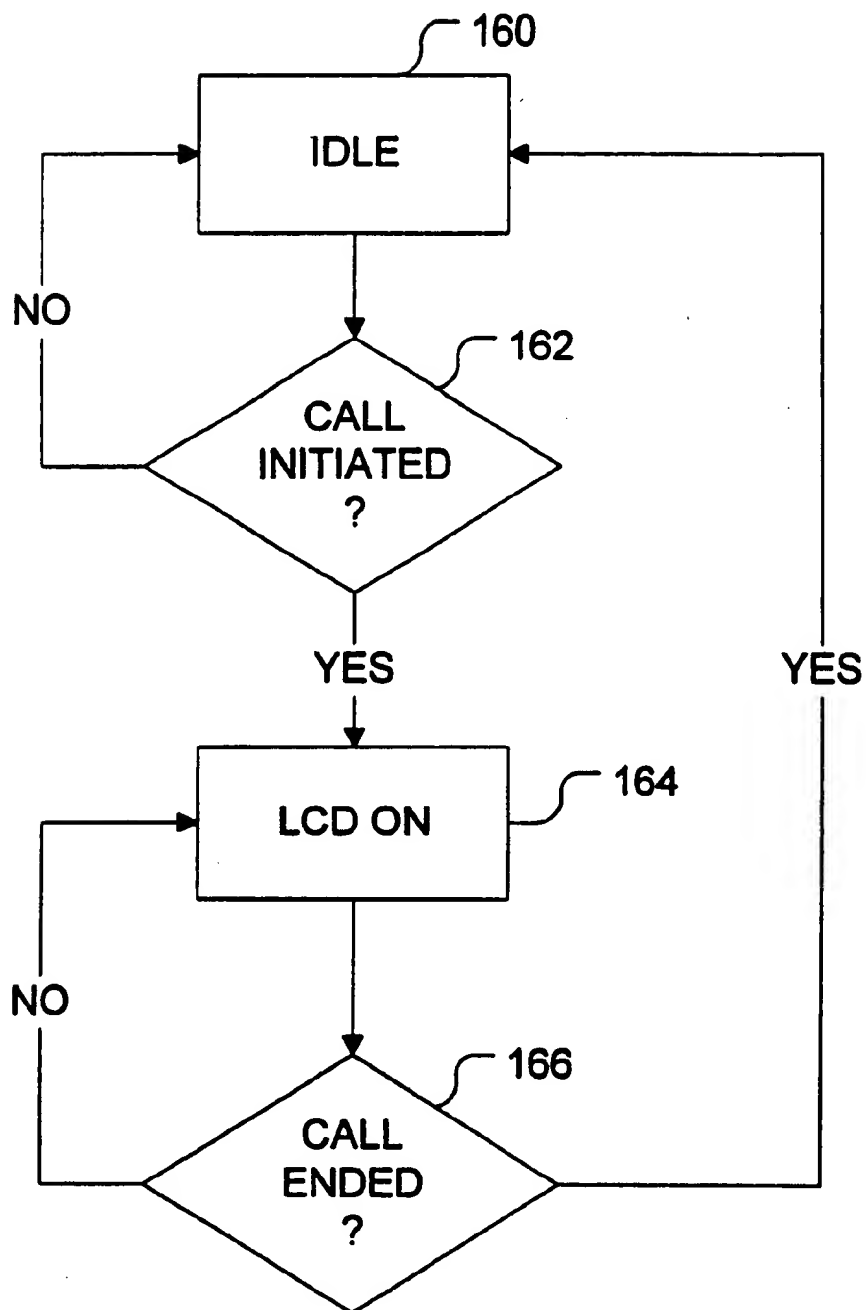 160
IDLE
NO
162
CALL
INITIATED
?
YES
YES
164
LCD ON
NO
166
CALL
ENDED
?